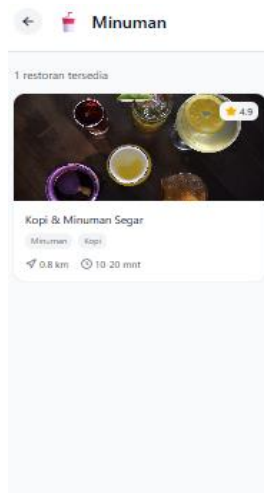 Minuman
1 restoran tersedia
4.9
Kopi & Minuman Segar
Minuman Kopi
0.8 km 10-20 mnt